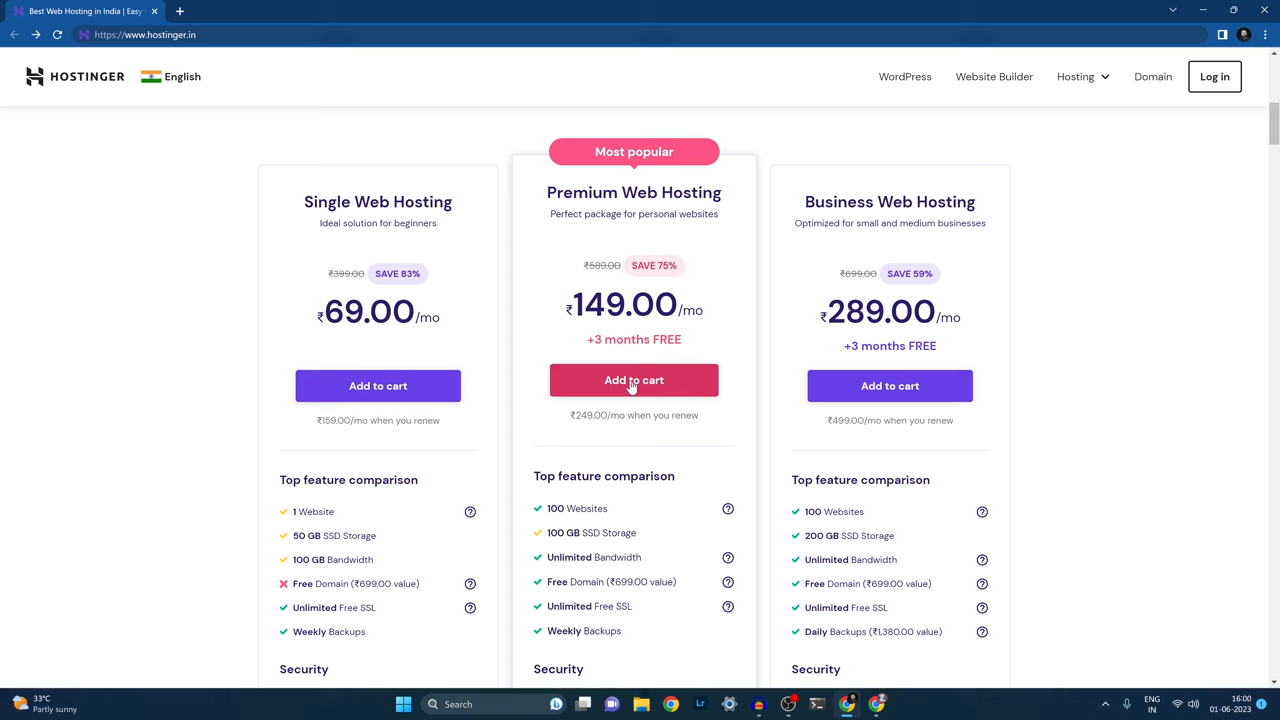 Best Web Hosting in India | Easy
https://www.hostinger.in
HOSTINGER
English
WordPress
Website Builder
Hosting
Domain
Log in
Most popular
Single Web Hosting
Ideal solution for beginners
₹399.00 SAVE 83%
₹69.00/mo
Add to cart
₹159.00/mo when you renew
Top feature comparison
1 Website
50 GB SSD Storage
100 GB Bandwidth
Free Domain (₹699.00 value)
Unlimited Free SSL
Weekly Backups
Security
Premium Web Hosting
Perfect package for personal websites
₹589.00 SAVE 75%
₹149.00/mo
+3 months FREE
Add to cart
₹249.00/mo when you renew
Top feature comparison
100 Websites
100 GB SSD Storage
Unlimited Bandwidth
Free Domain (₹699.00 value)
Unlimited Free SSL
Weekly Backups
Security
Business Web Hosting
Optimized for small and medium businesses
₹699.00 SAVE 59%
₹289.00/mo
+3 months FREE
Add to cart
₹499.00/mo when you renew
Top feature comparison
100 Websites
200 GB SSD Storage
Unlimited Bandwidth
Free Domain (₹699.00 value)
Unlimited Free SSL
Daily Backups (₹1,380.00 value)
Security
33°C
Partly sunny
Search
ENG
IN
16:00
01-06-2023